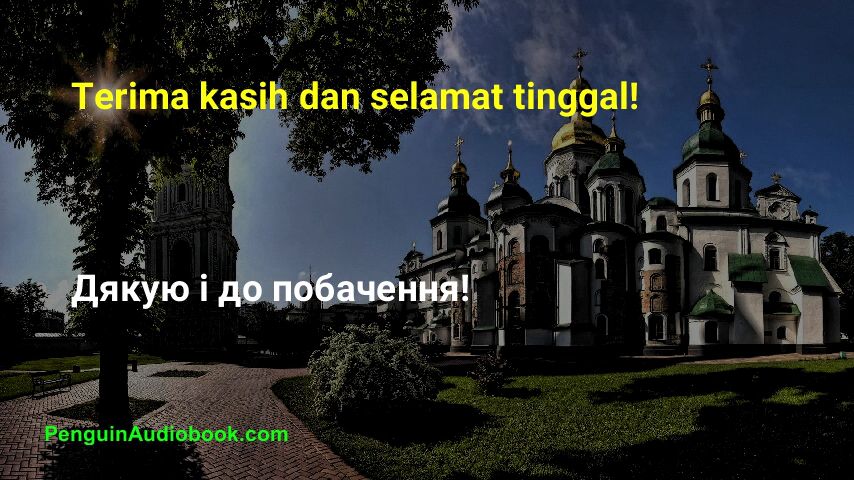 Terima kasih dan selamat tinggal!
Дякую і до побачення!
PenguinAudiobook.com